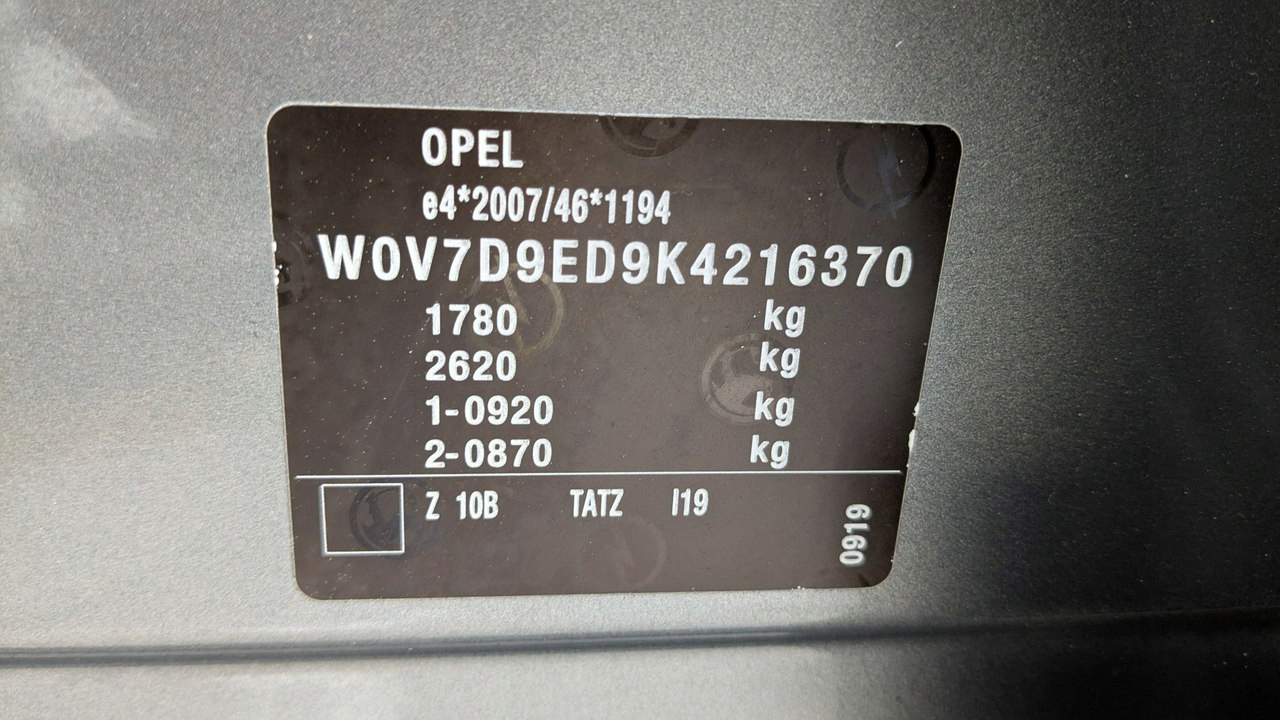 OPEL
e4*2007/46*1194
W0V7D9ED9K4216370
1780 kg
2620 kg
1-0920 kg
2-0870 kg
Z 10B TATZ I19
0919